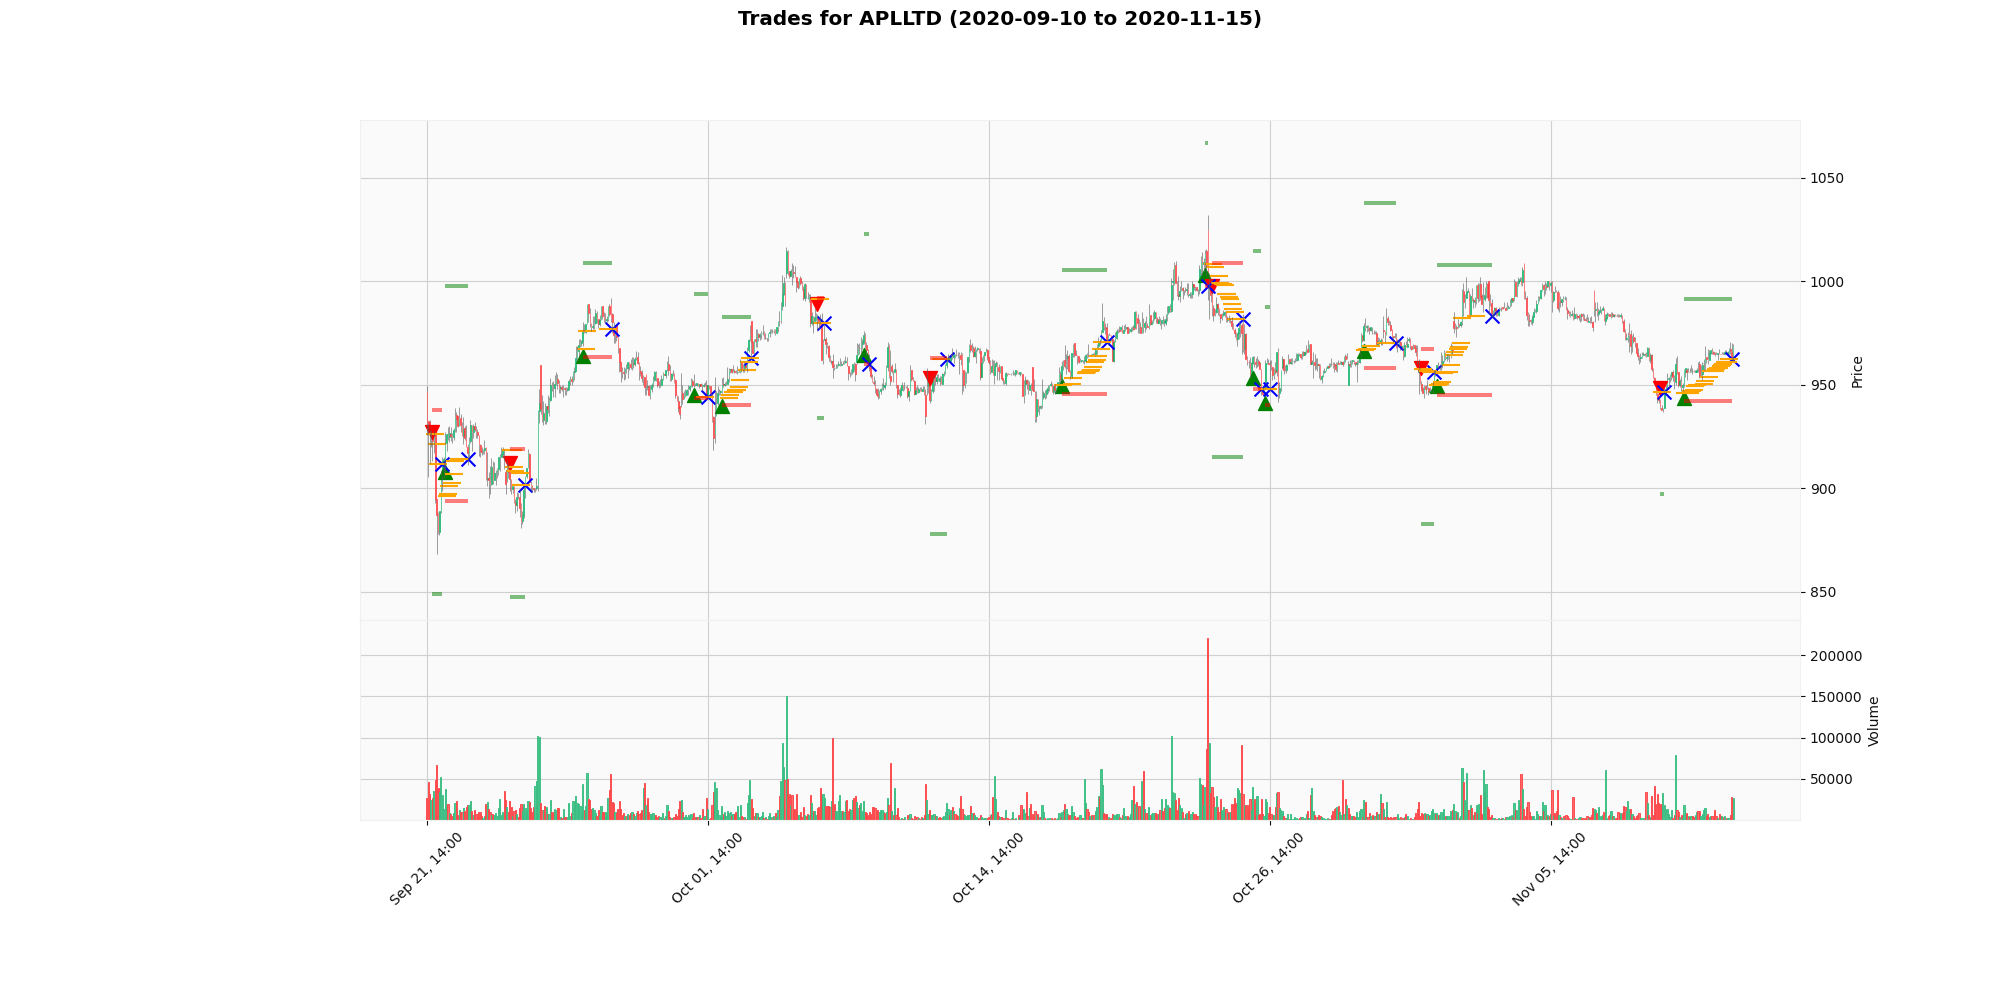 Trades for APLLTD (2020-09-10 to 2020-11-15)
1050
1000
950
900
850
Price
200000
150000
100000
50000
Volume
Sep 21, 14:00
Oct 01, 14:00
Oct 14, 14:00
Oct 26, 14:00
Nov 05, 14:00